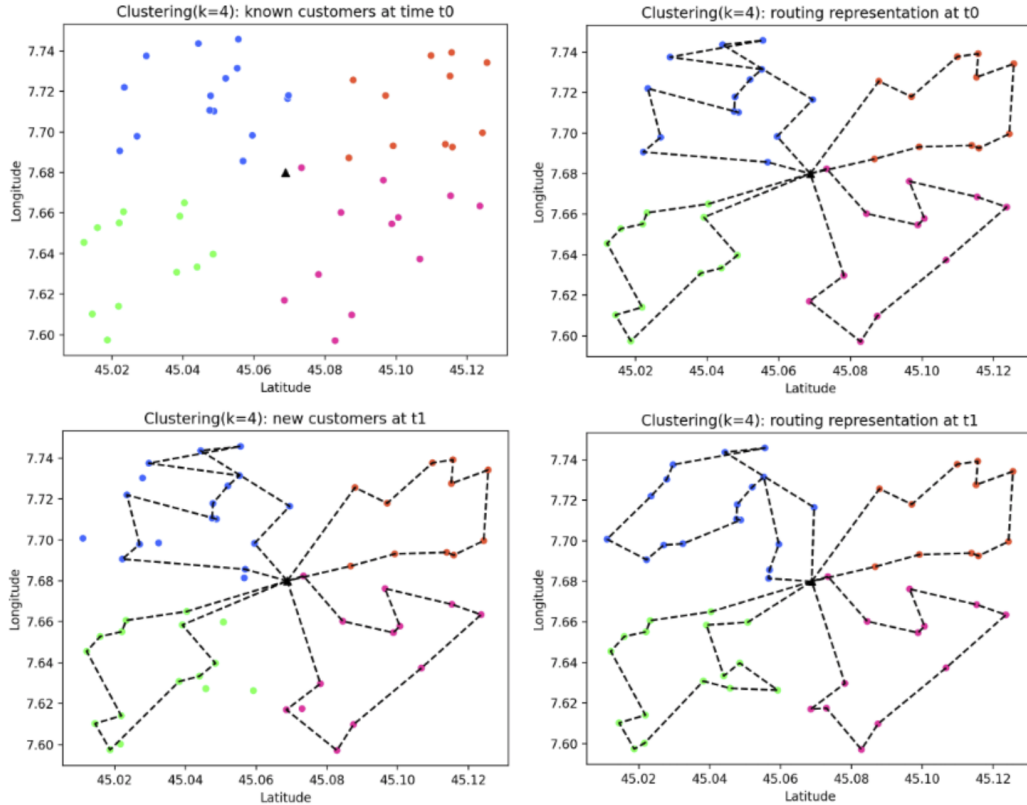 Clustering(k=4): known customers at time t0
7.74
7.72
7.70
7.68
7.66
7.64
7.62
7.60
Longitude
45.02 45.04 45.06 45.08 45.10 45.12
Latitude
Clustering(k=4): routing representation at t0
7.74
7.72
7.70
7.68
7.66
7.64
7.62
7.60
Longitude
45.02 45.04 45.06 45.08 45.10 45.12
Latitude
Clustering(k=4): new customers at t1
7.74
7.72
7.70
7.68
7.66
7.64
7.62
7.60
Longitude
45.02 45.04 45.06 45.08 45.10 45.12
Latitude
Clustering(k=4): routing representation at t1
7.74
7.72
7.70
7.68
7.66
7.64
7.62
7.60
Longitude
45.02 45.04 45.06 45.08 45.10 45.12
Latitude